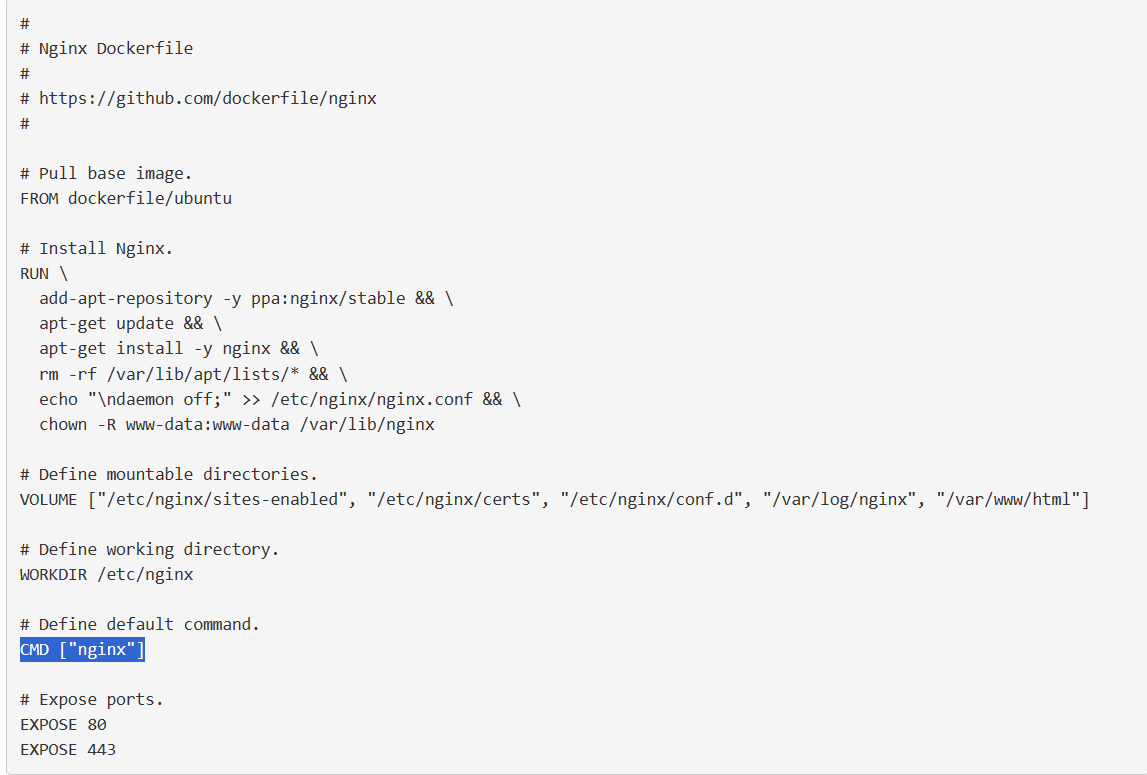 #
# Nginx Dockerfile
#
# https://github.com/dockerfile/nginx
#
# Pull base image.
FROM dockerfile/ubuntu
# Install Nginx.
RUN \
  add-apt-repository -y ppa:nginx/stable && \
  apt-get update && \
  apt-get install -y nginx && \
  rm -rf /var/lib/apt/lists/* && \
  echo "\ndaemon off;" >> /etc/nginx/nginx.conf && \
  chown -R www-data:www-data /var/lib/nginx
# Define mountable directories.
VOLUME ["/etc/nginx/sites-enabled", "/etc/nginx/certs", "/etc/nginx/conf.d", "/var/log/nginx", "/var/www/html"]
# Define working directory.
WORKDIR /etc/nginx
# Define default command.
CMD ["nginx"]
# Expose ports.
EXPOSE 80
EXPOSE 443